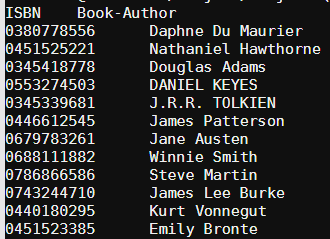 ISBN Book-Author
0380778556 Daphne Du Maurier
0451525221 Nathaniel Hawthorne
0345418778 Douglas Adams
0553274503 DANIEL KEYES
0345339681 J.R.R. TOLKIEN
0446612545 James Patterson
0679783261 Jane Austen
0688111882 Winnie Smith
0786866586 Steve Martin
0743244710 James Lee Burke
0440180295 Kurt Vonnegut
0451523385 Emily Bronte